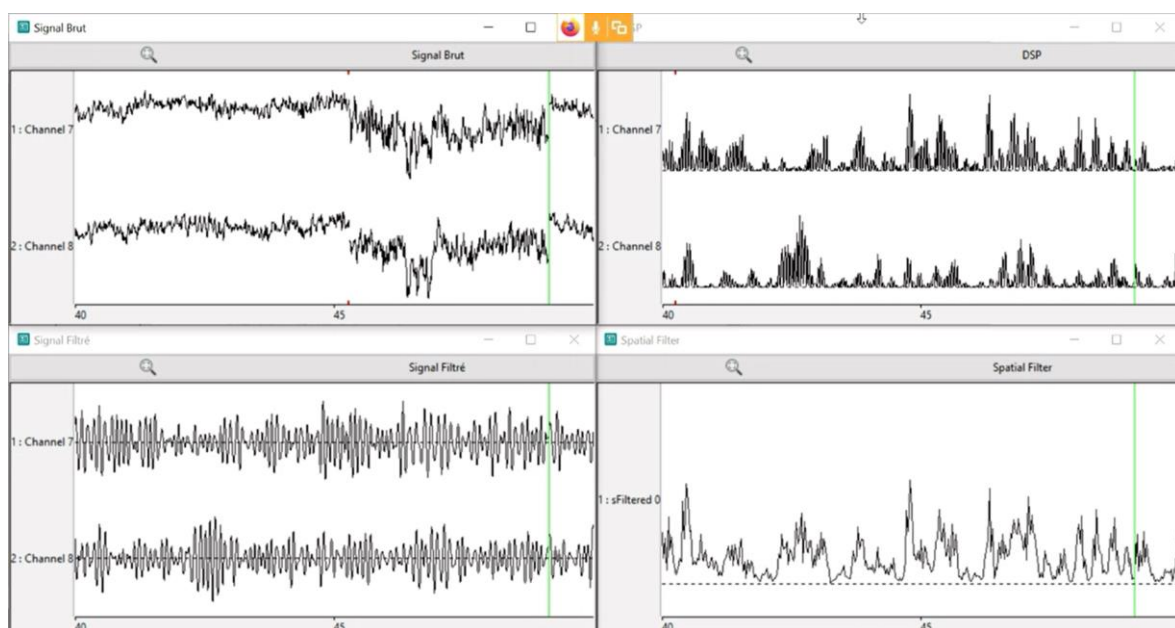 Signal Brut
Signal Brut
1 : Channel 7
2 : Channel 8
40 45
SP
DSP
1 : Channel 7
2 : Channel 8
40 45
Signal Filtré
Signal Filtré
1 : Channel 7
2 : Channel 8
40 45
Spatial Filter
Spatial Filter
1 : sFiltered 0
40 45